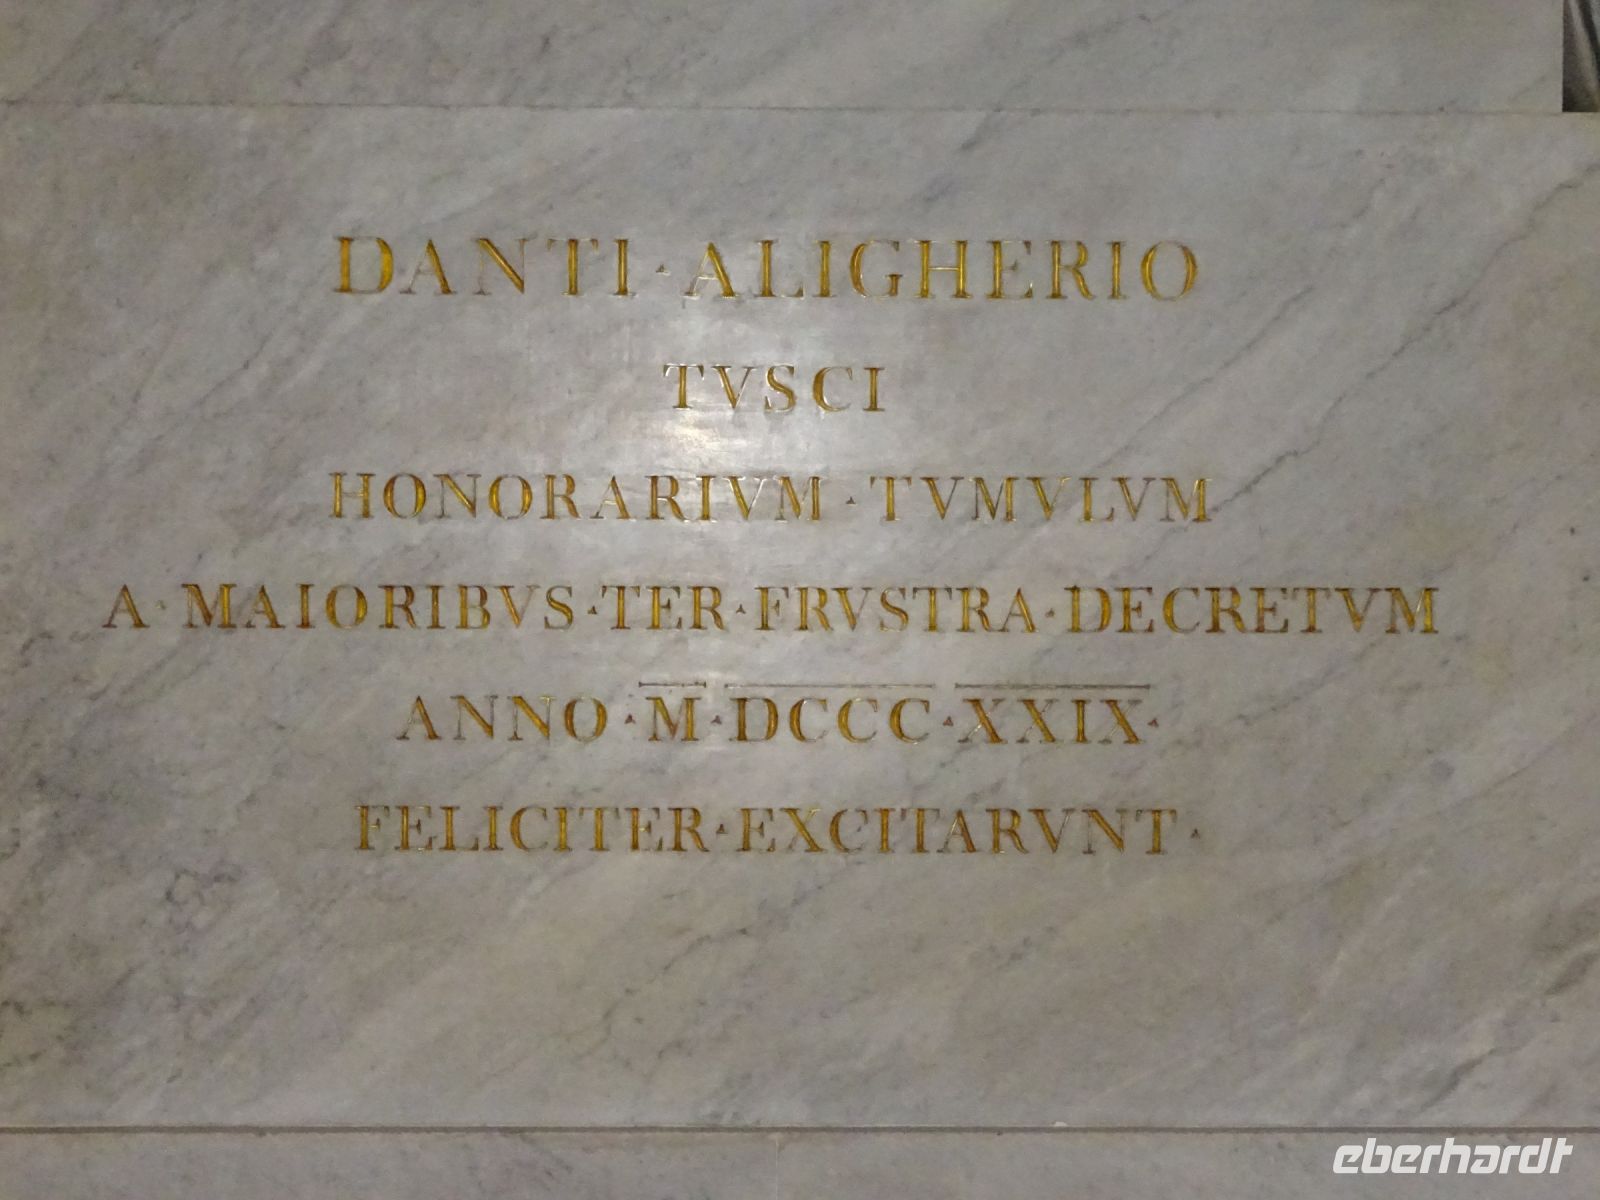 DANTI · ALIGHERIO
TVSCI
HONORARIVM · TVMVLVM
A · MAIORIBVS · TER · FRVSTRA · DECRETVM
ANNO · M · DCCC · XXIX ·
FELICITER · EXCITARVNT ·
eberhardt